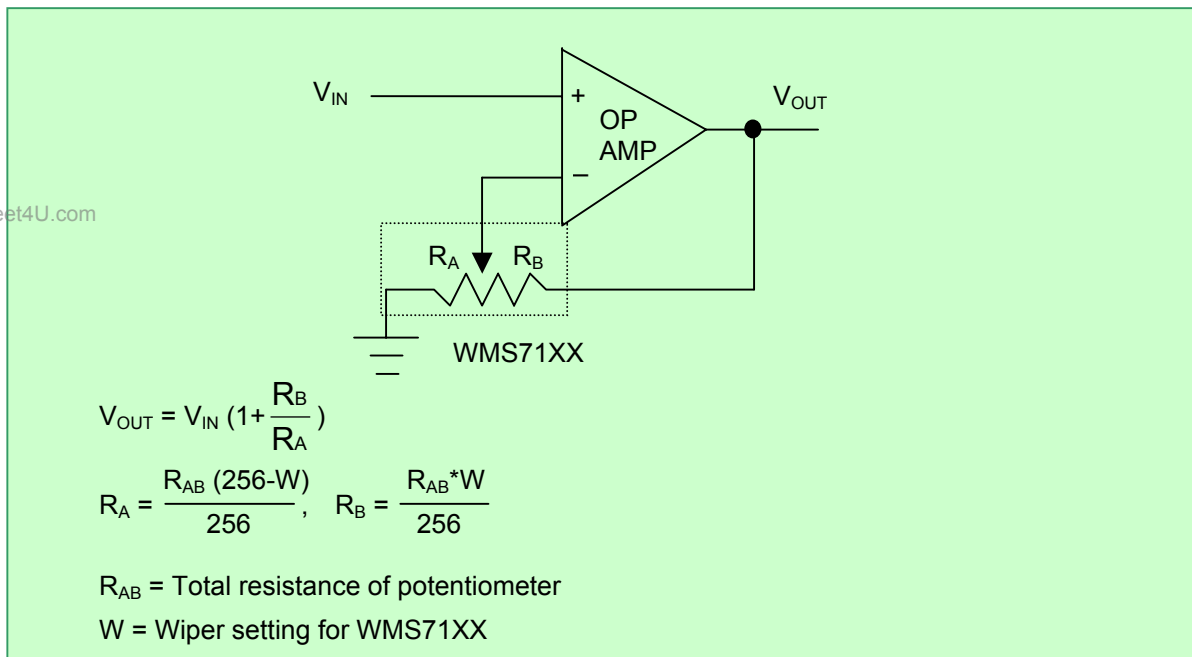 V_IN
+
OP
AMP
−
V_OUT
eet4U.com
R_A R_B
WMS71XX
V_OUT = V_IN (1+ R_B / R_A )
R_A = R_AB (256-W) / 256 , R_B = R_AB*W / 256
R_AB = Total resistance of potentiometer
W = Wiper setting for WMS71XX